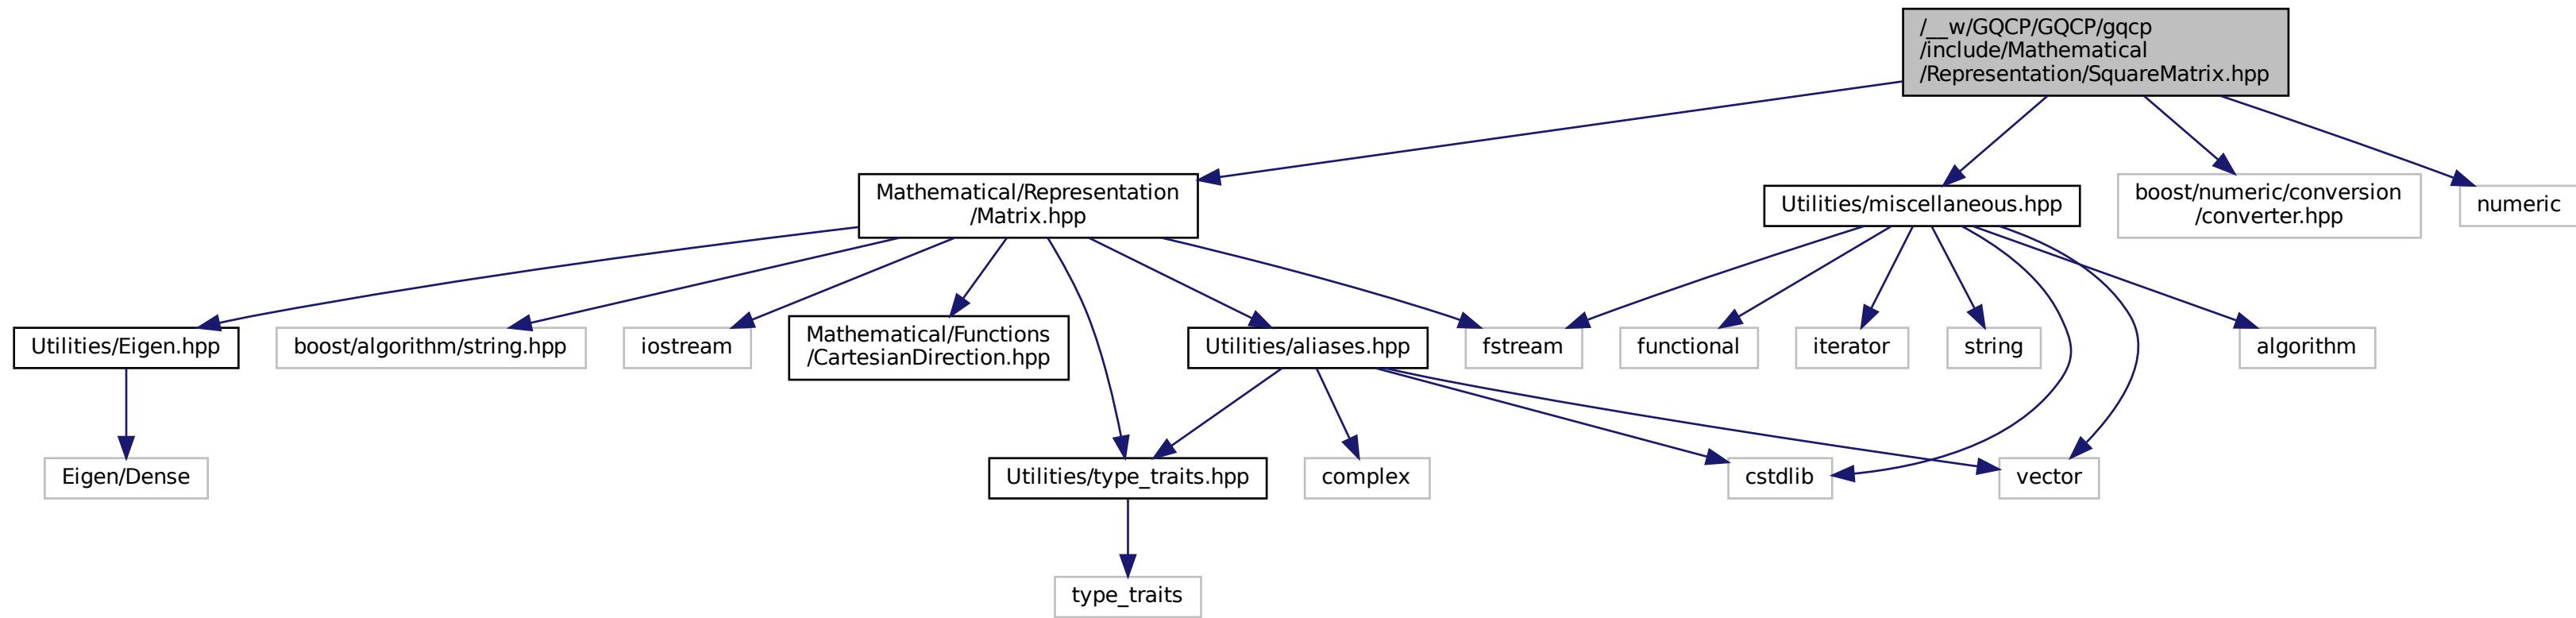 /__w/GQCP/GQCP/gqcp
/include/Mathematical
/Representation/SquareMatrix.hpp
Mathematical/Representation
/Matrix.hpp
Utilities/miscellaneous.hpp
boost/numeric/conversion
/converter.hpp
numeric
Utilities/Eigen.hpp
boost/algorithm/string.hpp
iostream
Mathematical/Functions
/CartesianDirection.hpp
Utilities/aliases.hpp
fstream
functional
iterator
string
algorithm
Eigen/Dense
Utilities/type_traits.hpp
complex
cstdlib
vector
type_traits